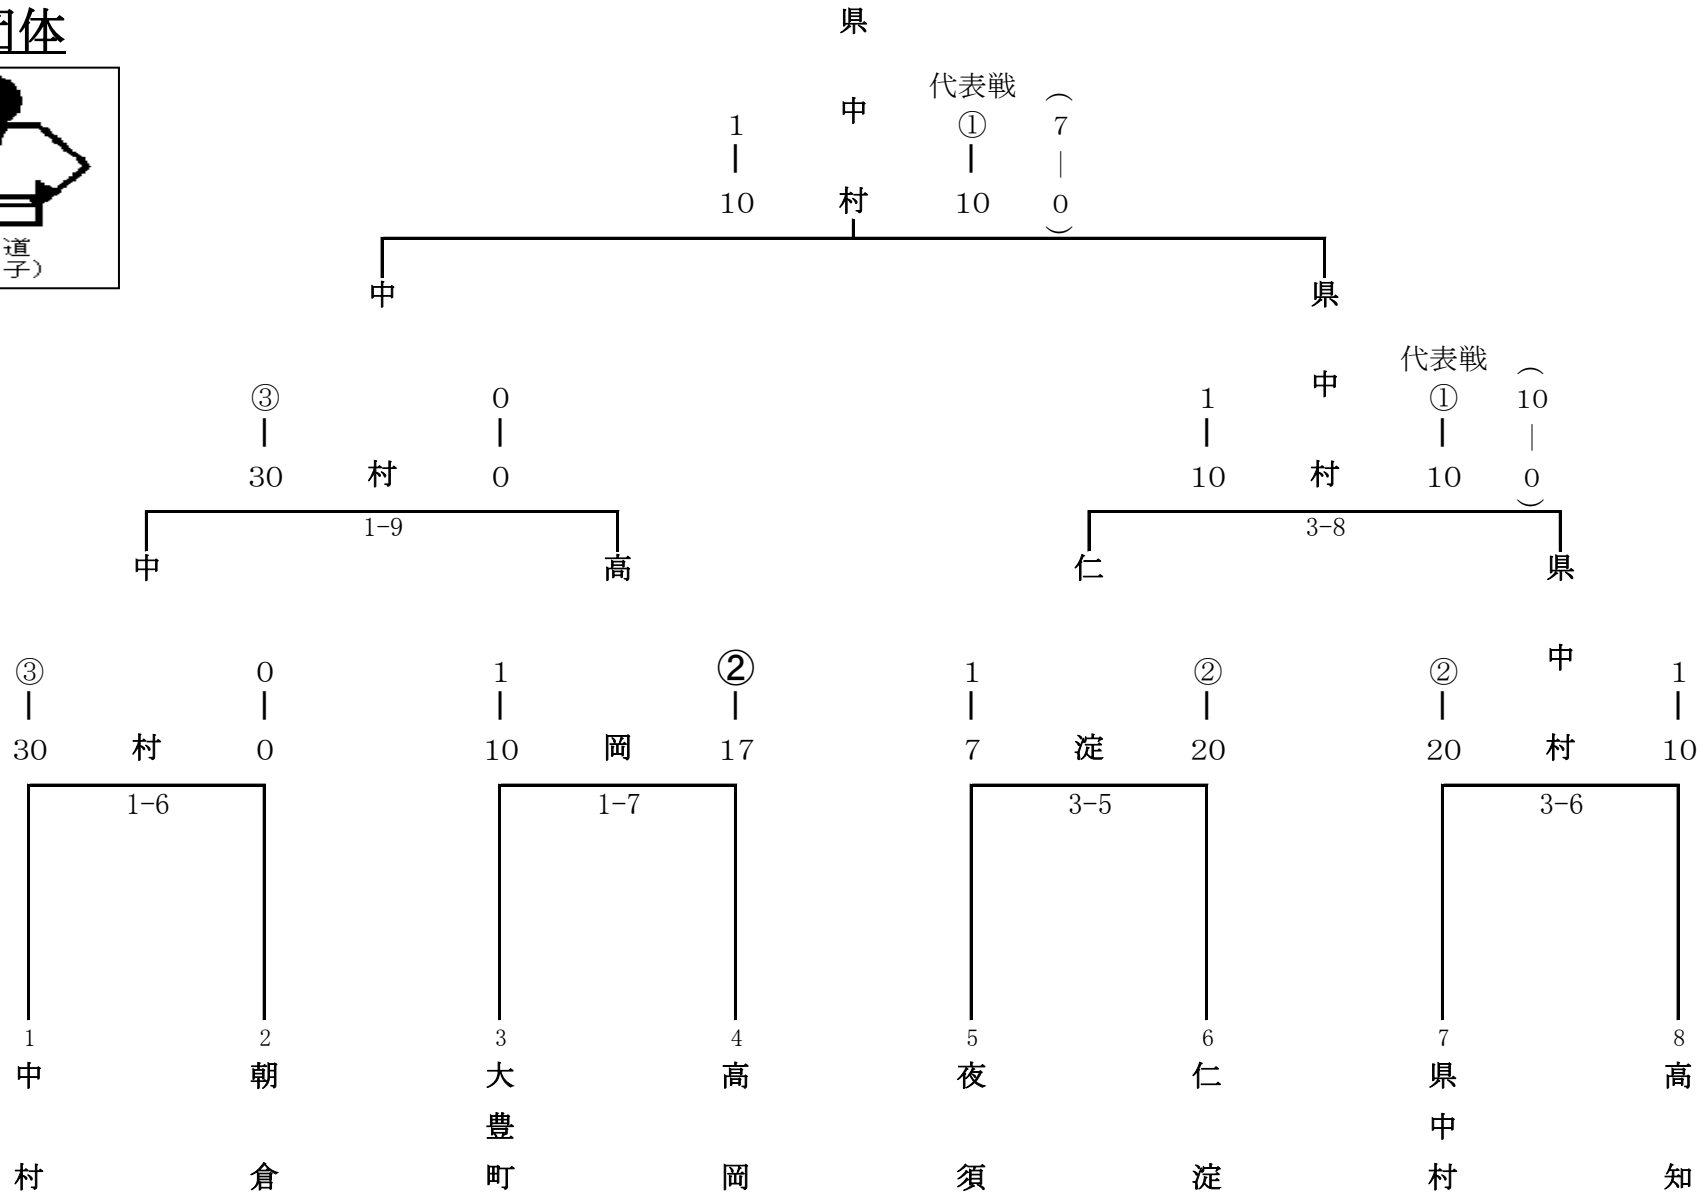 団体
道
子)
県中村
代表戦
1 ① (7
| | |
10 10 0)
中村
県中村
代表戦
③ 0 1 ① (10
| | | | |
30 0 10 10 0)
1-9 3-8
中村 高岡 仁淀 県中村
③ 0 1 ② 1 ② ② 1
| | | | | | | |
30 0 10 17 7 20 20 10
1-6 1-7 3-5 3-6
1 2 3 4 5 6 7 8
中村 朝倉 大豊町 高岡 夜須 仁淀 県中村 高知